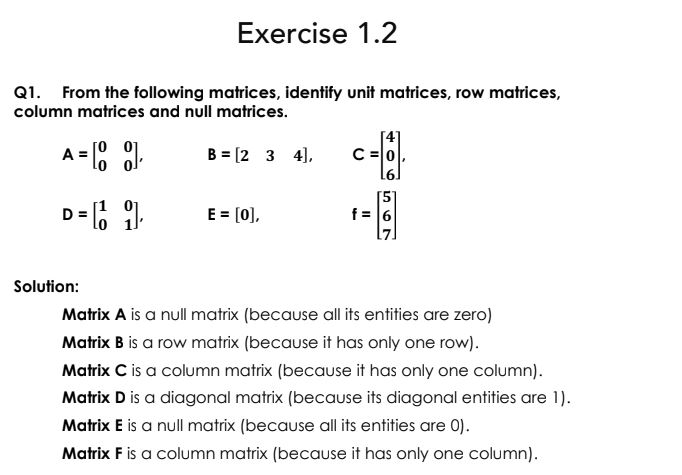 Exercise 1.2
Q1. From the following matrices, identify unit matrices, row matrices,
column matrices and null matrices.
A = [0 0
0 0],
B = [2 3 4],
C = [4
0
6],
D = [1 0
0 1],
E = [0],
f = [5
6
7]
Solution:
Matrix A is a null matrix (because all its entities are zero)
Matrix B is a row matrix (because it has only one row).
Matrix C is a column matrix (because it has only one column).
Matrix D is a diagonal matrix (because its diagonal entities are 1).
Matrix E is a null matrix (because all its entities are 0).
Matrix F is a column matrix (because it has only one column).